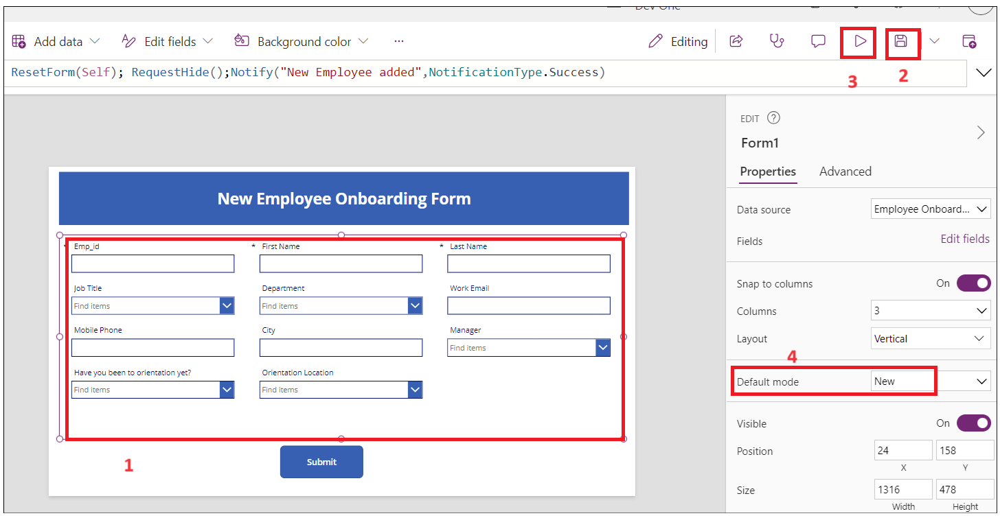 Dev One
Add data Edit fields Background color ... Editing
ResetForm(Self); RequestHide();Notify("New Employee added",NotificationType.Success)
3 2
EDIT ?
Form1
Properties Advanced
New Employee Onboarding Form
Data source Employee Onboard...
Fields Edit fields
* Emp_id * First Name * Last Name
Snap to columns On
Job Title Department Work Email
Find items Find items
Columns 3
Mobile Phone City Manager
Find items
Layout Vertical
4
Have you been to orientation yet? Orientation Location
Find items Find items
Default mode New
Visible On
Position 24 158
X Y
1
Submit
Size 1316 478
Width Height